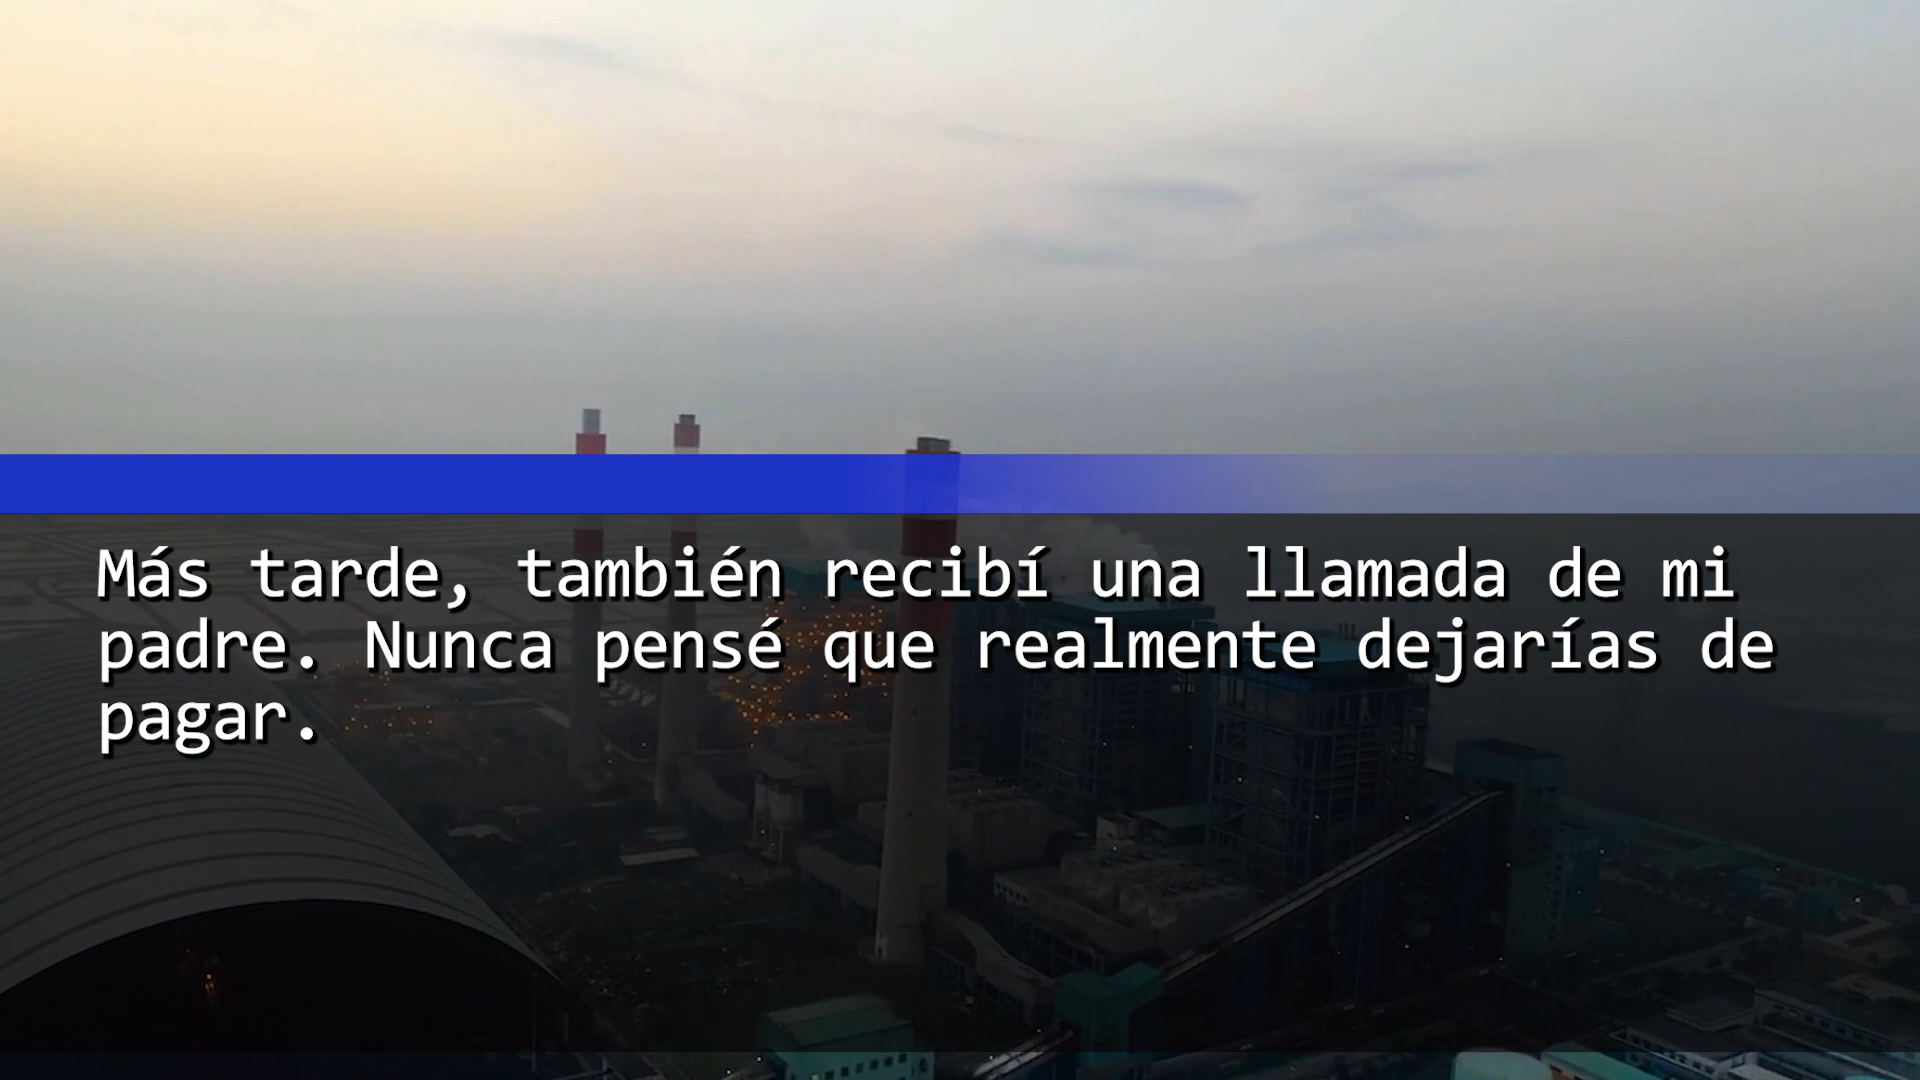 Más tarde, también recibí una llamada de mi
padre. Nunca pensé que realmente dejarías de
pagar.